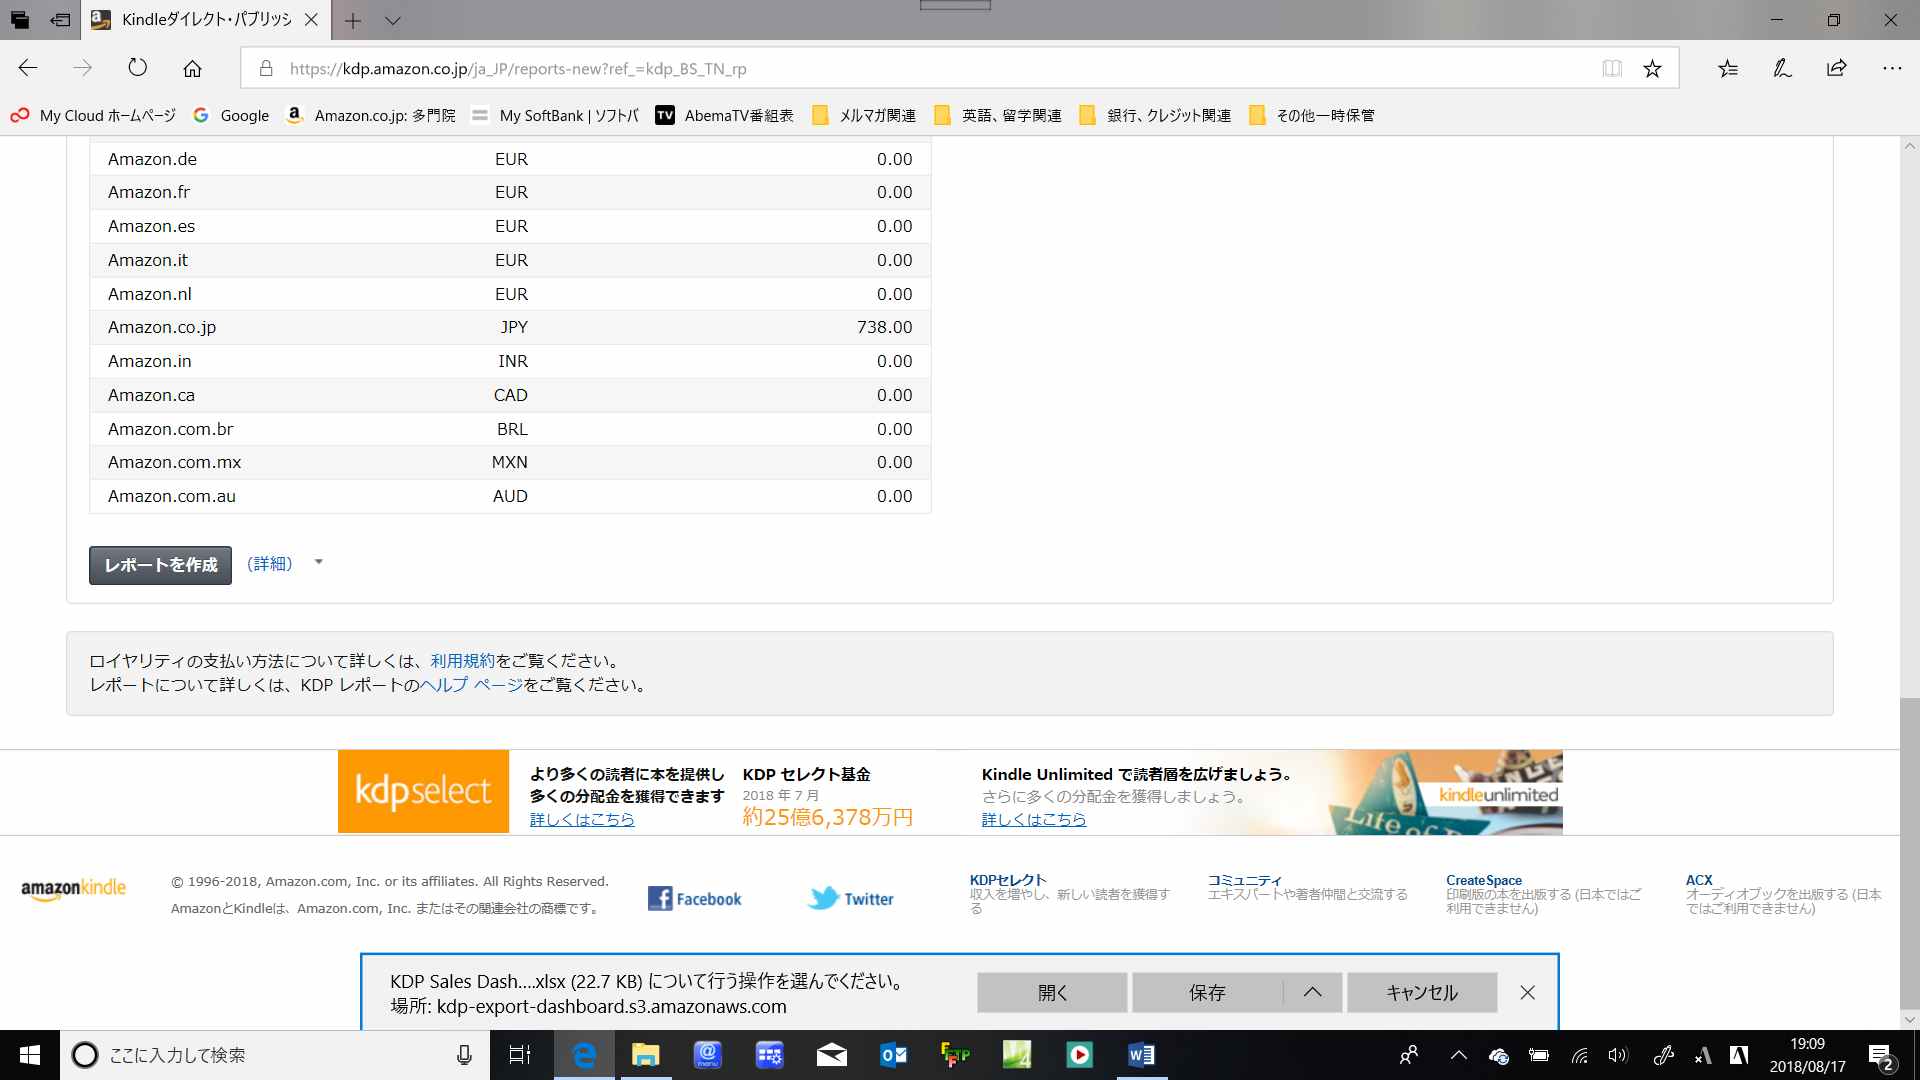 Kindleダイレクト・パブリッシ
https://kdp.amazon.co.jp/ja_JP/reports-new?ref_=kdp_BS_TN_rp
My Cloud ホームページ
Google
Amazon.co.jp: 多門院
My SoftBank | ソフトバ
TV AbemaTV番組表
メルマガ関連
英語、留学関連
銀行、クレジット関連
その他一時保管
Amazon.de EUR 0.00
Amazon.fr EUR 0.00
Amazon.es EUR 0.00
Amazon.it EUR 0.00
Amazon.nl EUR 0.00
Amazon.co.jp JPY 738.00
Amazon.in INR 0.00
Amazon.ca CAD 0.00
Amazon.com.br BRL 0.00
Amazon.com.mx MXN 0.00
Amazon.com.au AUD 0.00
レポートを作成 (詳細)
ロイヤリティの支払い方法について詳しくは、利用規約をご覧ください。
レポートについて詳しくは、KDP レポートのヘルプ ページをご覧ください。
kdpselect
より多くの読者に本を提供し
多くの分配金を獲得できます
詳しくはこちら
KDP セレクト基金
2018 年 7 月
約25億6,378万円
Kindle Unlimited で読者層を広げましょう。
さらに多くの分配金を獲得しましょう。
詳しくはこちら
kindleunlimited
amazonkindle
© 1996-2018, Amazon.com, Inc. or its affiliates. All Rights Reserved.
AmazonとKindleは、Amazon.com, Inc. またはその関連会社の商標です。
Facebook
Twitter
KDPセレクト
収入を増やし、新しい読者を獲得す
る
コミュニティ
エキスパートや著者仲間と交流する
CreateSpace
印刷版の本を出版する (日本ではご
利用できません)
ACX
オーディオブックを出版する (日本
ではご利用できません)
KDP Sales Dash....xlsx (22.7 KB) について行う操作を選んでください。
場所: kdp-export-dashboard.s3.amazonaws.com
開く
保存
キャンセル
ここに入力して検索
19:09
2018/08/17
2